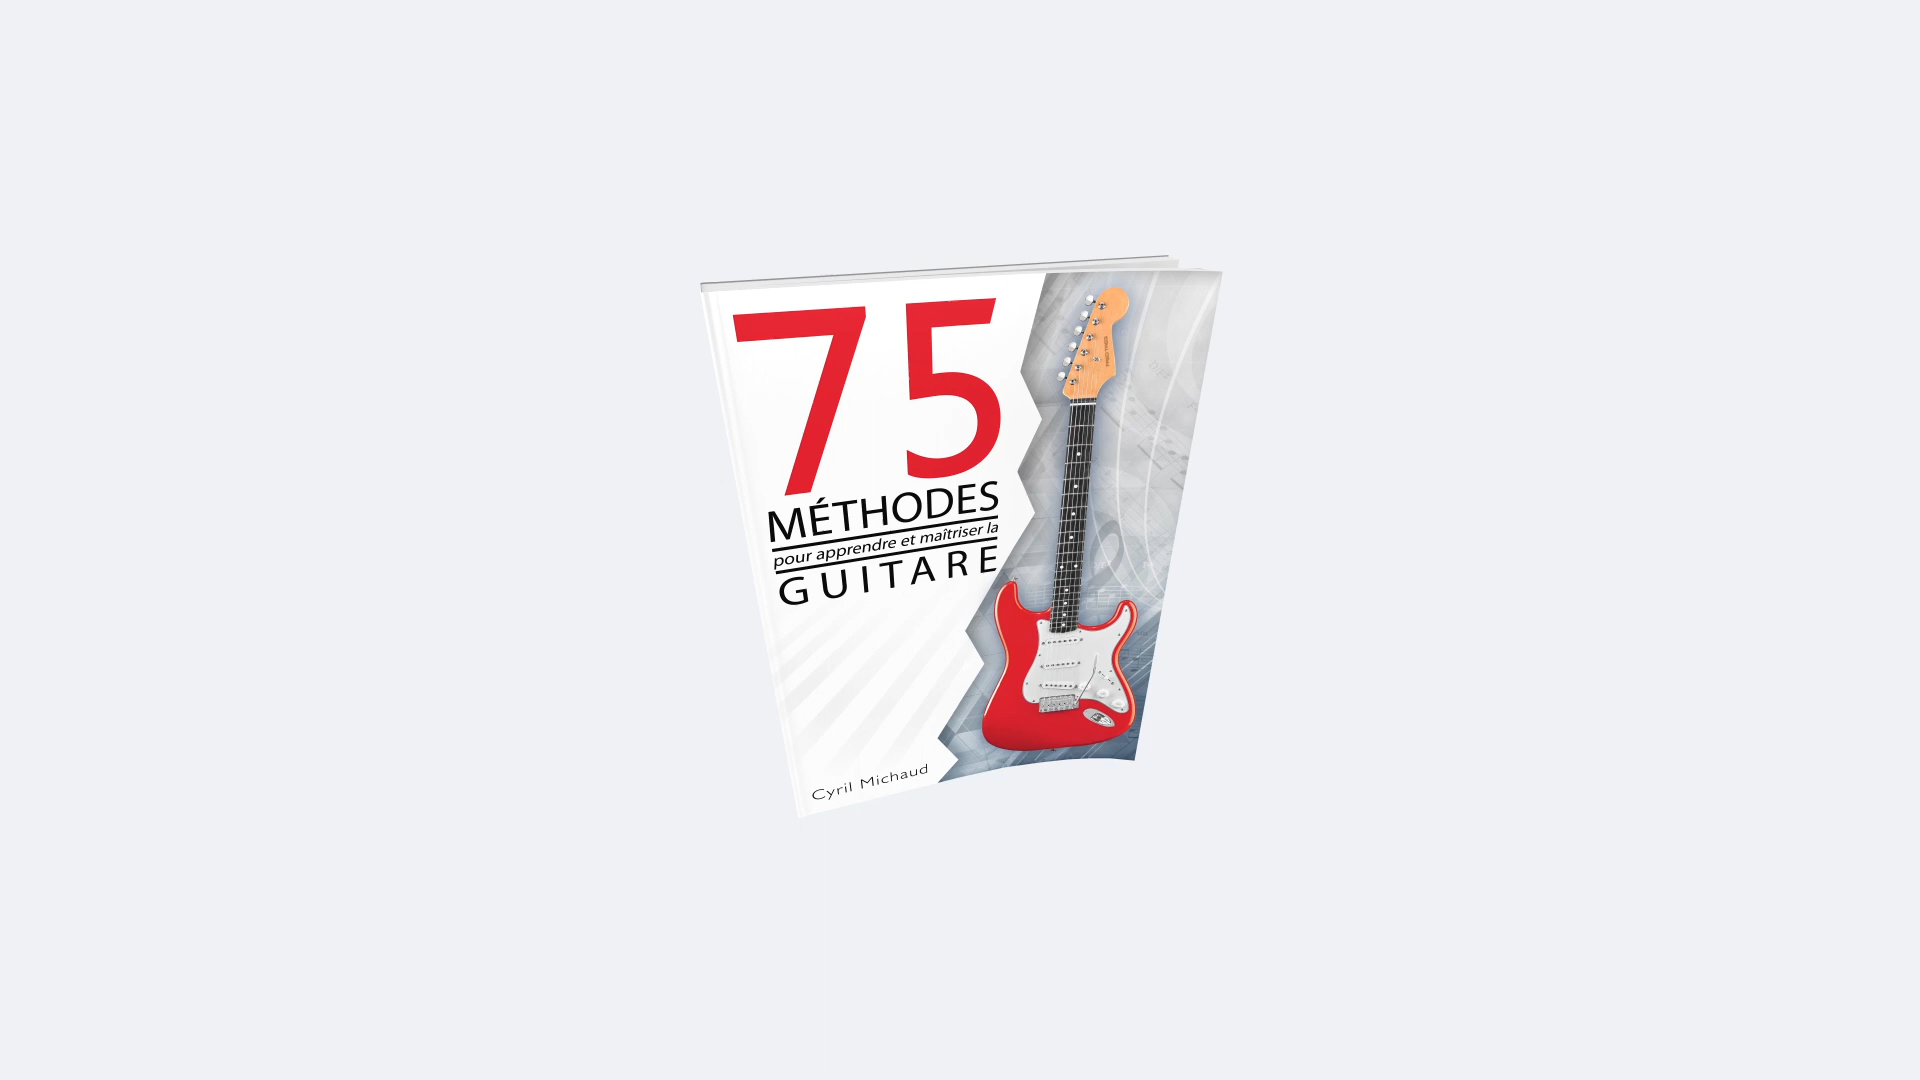 75
MÉTHODES
pour apprendre et maîtriser la
GUITARE
Cyril Michaud